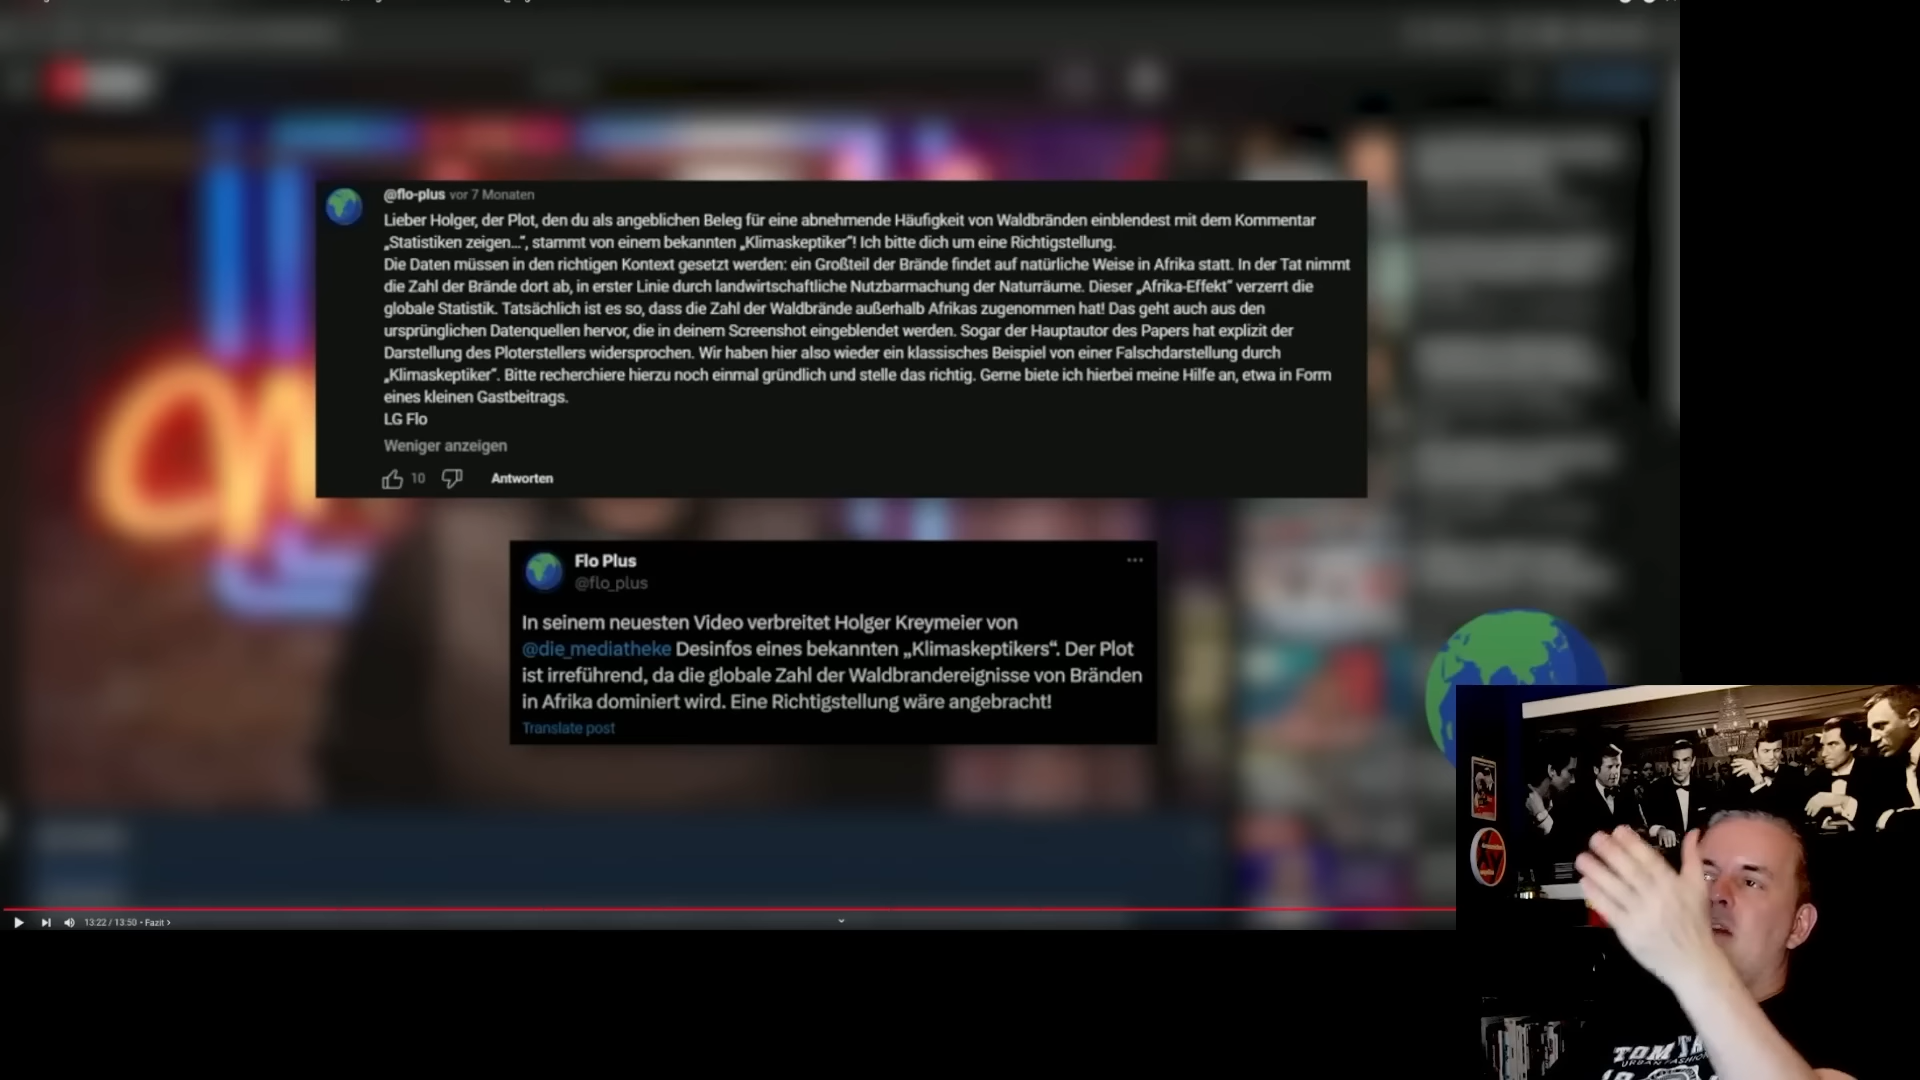 @flo-plus vor 7 Monaten
Lieber Holger, der Plot, den du als angeblichen Beleg für eine abnehmende Häufigkeit von Waldbränden einblendest mit dem Kommentar
„Statistiken zeigen...“, stammt von einem bekannten „Klimaskeptiker“! Ich bitte dich um eine Richtigstellung.
Die Daten müssen in den richtigen Kontext gesetzt werden: ein Großteil der Brände findet auf natürliche Weise in Afrika statt. In der Tat nimmt
die Zahl der Brände dort ab, in erster Linie durch landwirtschaftliche Nutzbarmachung der Naturräume. Dieser „Afrika-Effekt“ verzerrt die
globale Statistik. Tatsächlich ist es so, dass die Zahl der Waldbrände außerhalb Afrikas zugenommen hat! Das geht auch aus den
ursprünglichen Datenquellen hervor, die in deinem Screenshot eingeblendet werden. Sogar der Hauptautor des Papers hat explizit der
Darstellung des Ploterstellers widersprochen. Wir haben hier also wieder ein klassisches Beispiel von einer Falschdarstellung durch
„Klimaskeptiker“. Bitte recherchiere hierzu noch einmal gründlich und stelle das richtig. Gerne biete ich hierbei meine Hilfe an, etwa in Form
eines kleinen Gastbeitrags.
LG Flo
Weniger anzeigen
10 Antworten
Flo Plus
@flo_plus
In seinem neuesten Video verbreitet Holger Kreymeier von
@die_mediatheke Desinfos eines bekannten „Klimaskeptikers“. Der Plot
ist irreführend, da die globale Zahl der Waldbrandereignisse von Bränden
in Afrika dominiert wird. Eine Richtigstellung wäre angebracht!
Translate post
13:22 / 13:50 • Fazit
TOM TA
URBAN FASHION